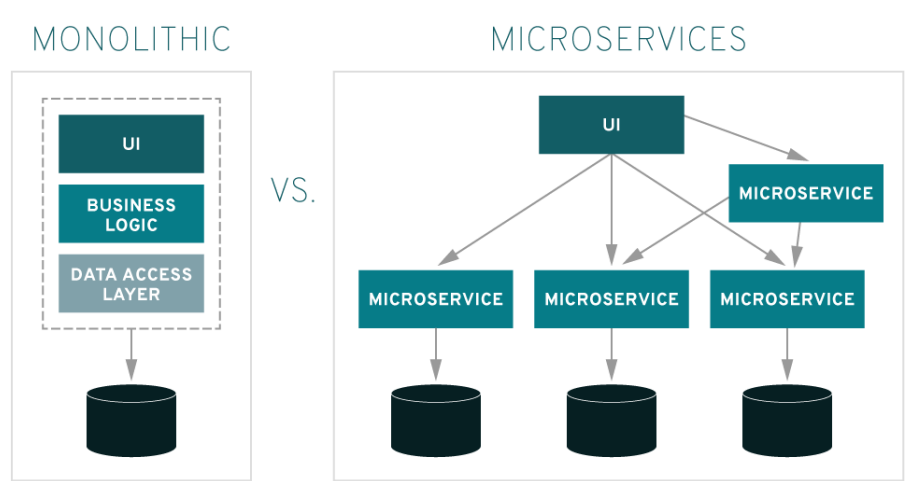 MONOLITHIC
UI
BUSINESS
LOGIC
DATA ACCESS
LAYER
VS.
MICROSERVICES
UI
MICROSERVICE
MICROSERVICE
MICROSERVICE
MICROSERVICE